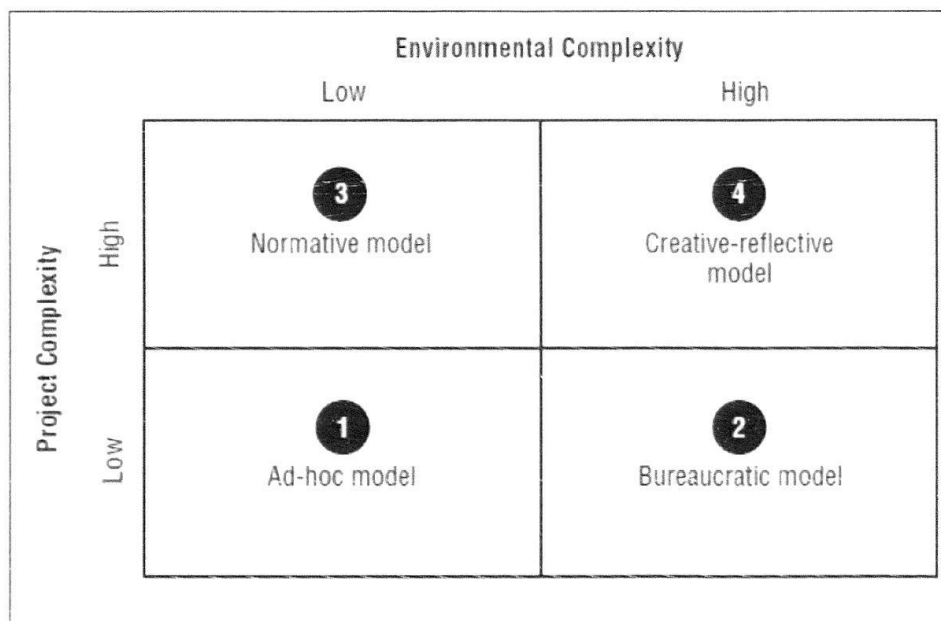 Environmental Complexity
Low
High
Project Complexity
High
3
Normative model
4
Creative-reflective
model
Low
1
Ad-hoc model
2
Bureaucratic model